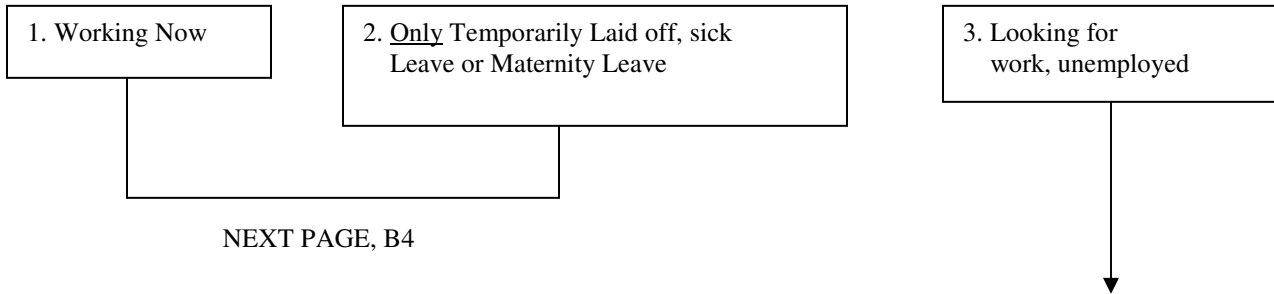 1. Working Now
2. Only Temporarily Laid off, sick
Leave or Maternity Leave
3. Looking for
work, unemployed
NEXT PAGE, B4